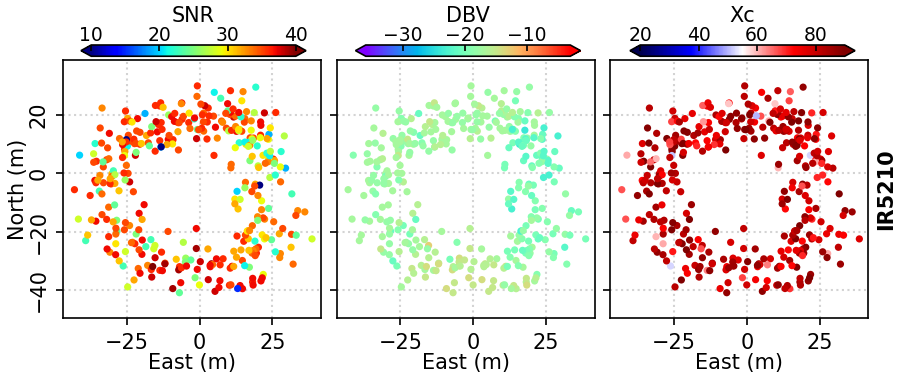 SNR DBV Xc
10 20 30 40 −30 −20 −10 20 40 60 80
20
0
−20
−40
North (m)
IR5210
−25 0 25 −25 0 25 −25 0 25
East (m) East (m) East (m)